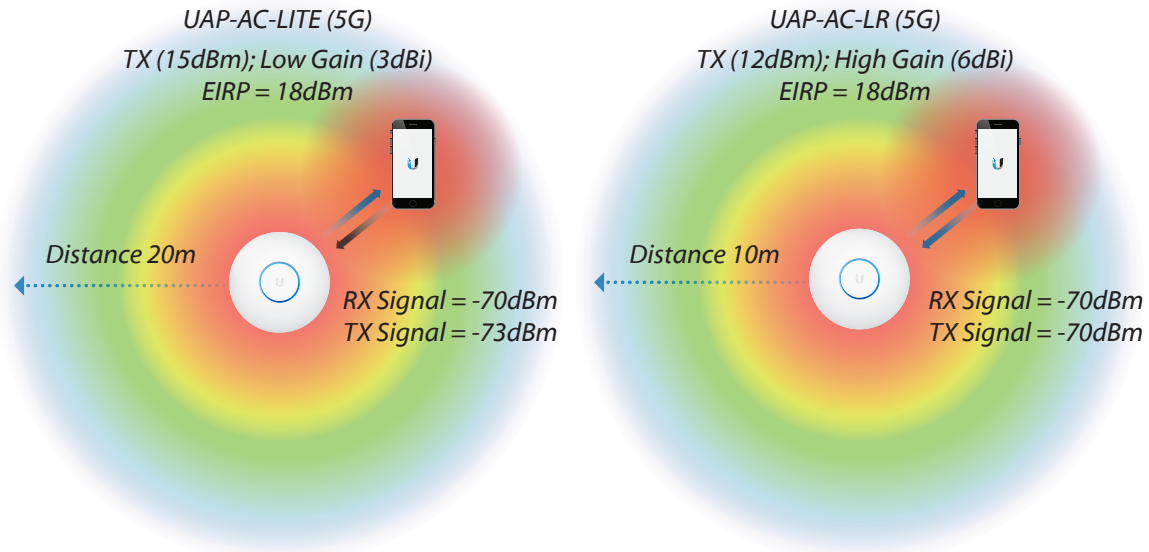 UAP-AC-LITE (5G)
TX (15dBm); Low Gain (3dBi)
EIRP = 18dBm
Distance 20m
RX Signal = -70dBm
TX Signal = -73dBm
UAP-AC-LR (5G)
TX (12dBm); High Gain (6dBi)
EIRP = 18dBm
Distance 10m
RX Signal = -70dBm
TX Signal = -70dBm